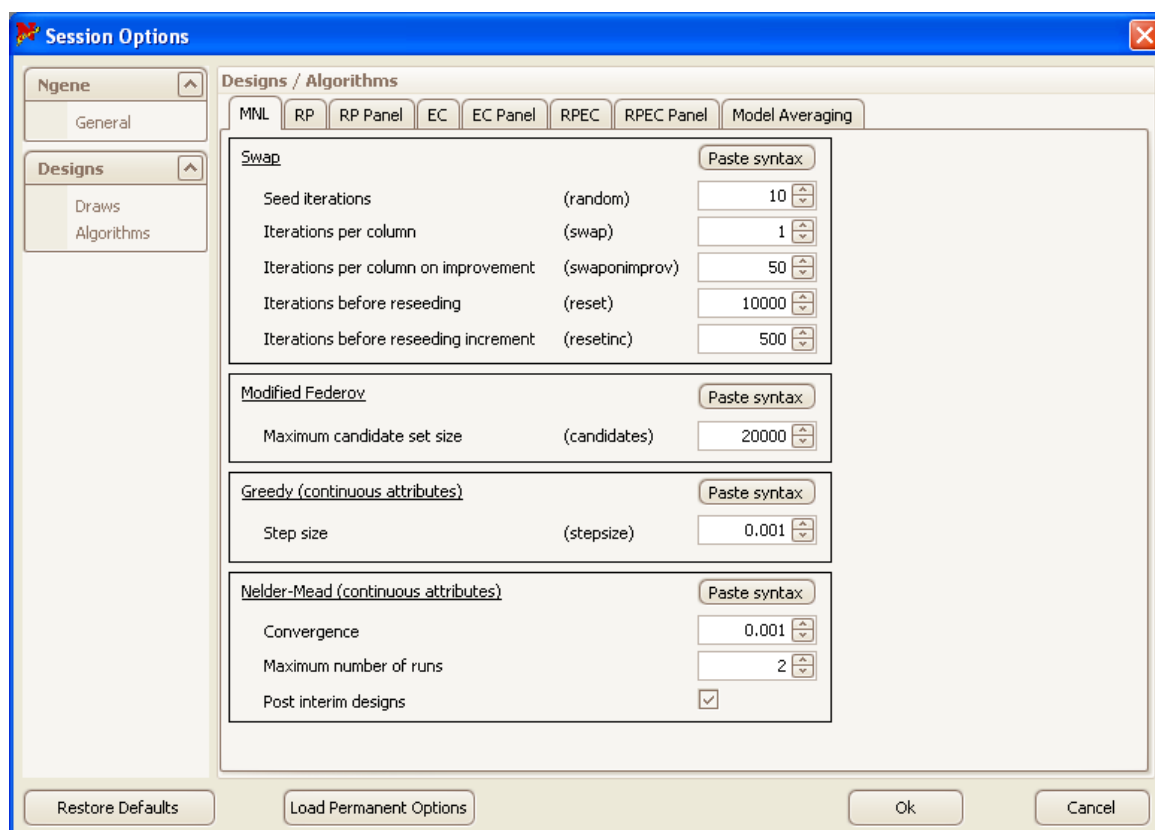 Session Options
Ngene
General
Designs
Draws
Algorithms
Designs / Algorithms
MNL RP RP Panel EC EC Panel RPEC RPEC Panel Model Averaging
Swap Paste syntax
Seed iterations (random) 10
Iterations per column (swap) 1
Iterations per column on improvement (swaponimprov) 50
Iterations before reseeding (reset) 10000
Iterations before reseeding increment (resetinc) 500
Modified Federov Paste syntax
Maximum candidate set size (candidates) 20000
Greedy (continuous attributes) Paste syntax
Step size (stepsize) 0.001
Nelder-Mead (continuous attributes) Paste syntax
Convergence 0.001
Maximum number of runs 2
Post interim designs
Restore Defaults Load Permanent Options Ok Cancel